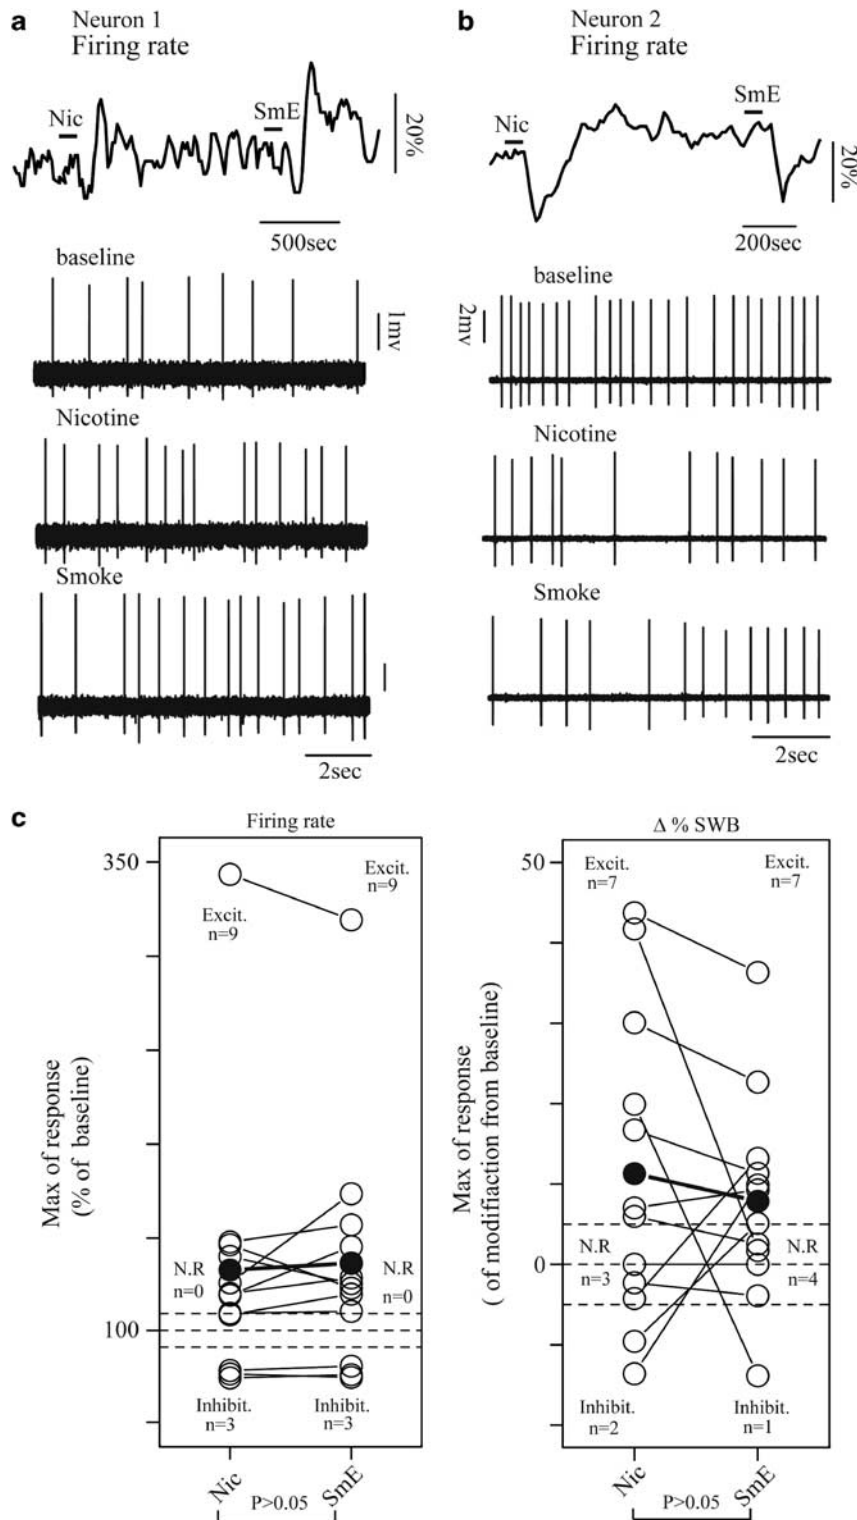 a
Neuron 1
Firing rate
Nic
SmE
20%
500sec
baseline
1mv
Nicotine
Smoke
2sec
b
Neuron 2
Firing rate
Nic
SmE
20%
200sec
baseline
2mv
Nicotine
Smoke
2sec
c
Firing rate
350
Excit.
n=9
Excit.
n=9
Max of response
(% of baseline)
N.R
n=0
N.R
n=0
100
Inhibit.
n=3
Inhibit.
n=3
Nic
SmE
P>0.05
Δ % SWB
50
Excit.
n=7
Excit.
n=7
Max of response
( of modifiaction from baseline)
0
N.R
n=3
N.R
n=4
Inhibit.
n=2
Inhibit.
n=1
Nic
SmE
P>0.05